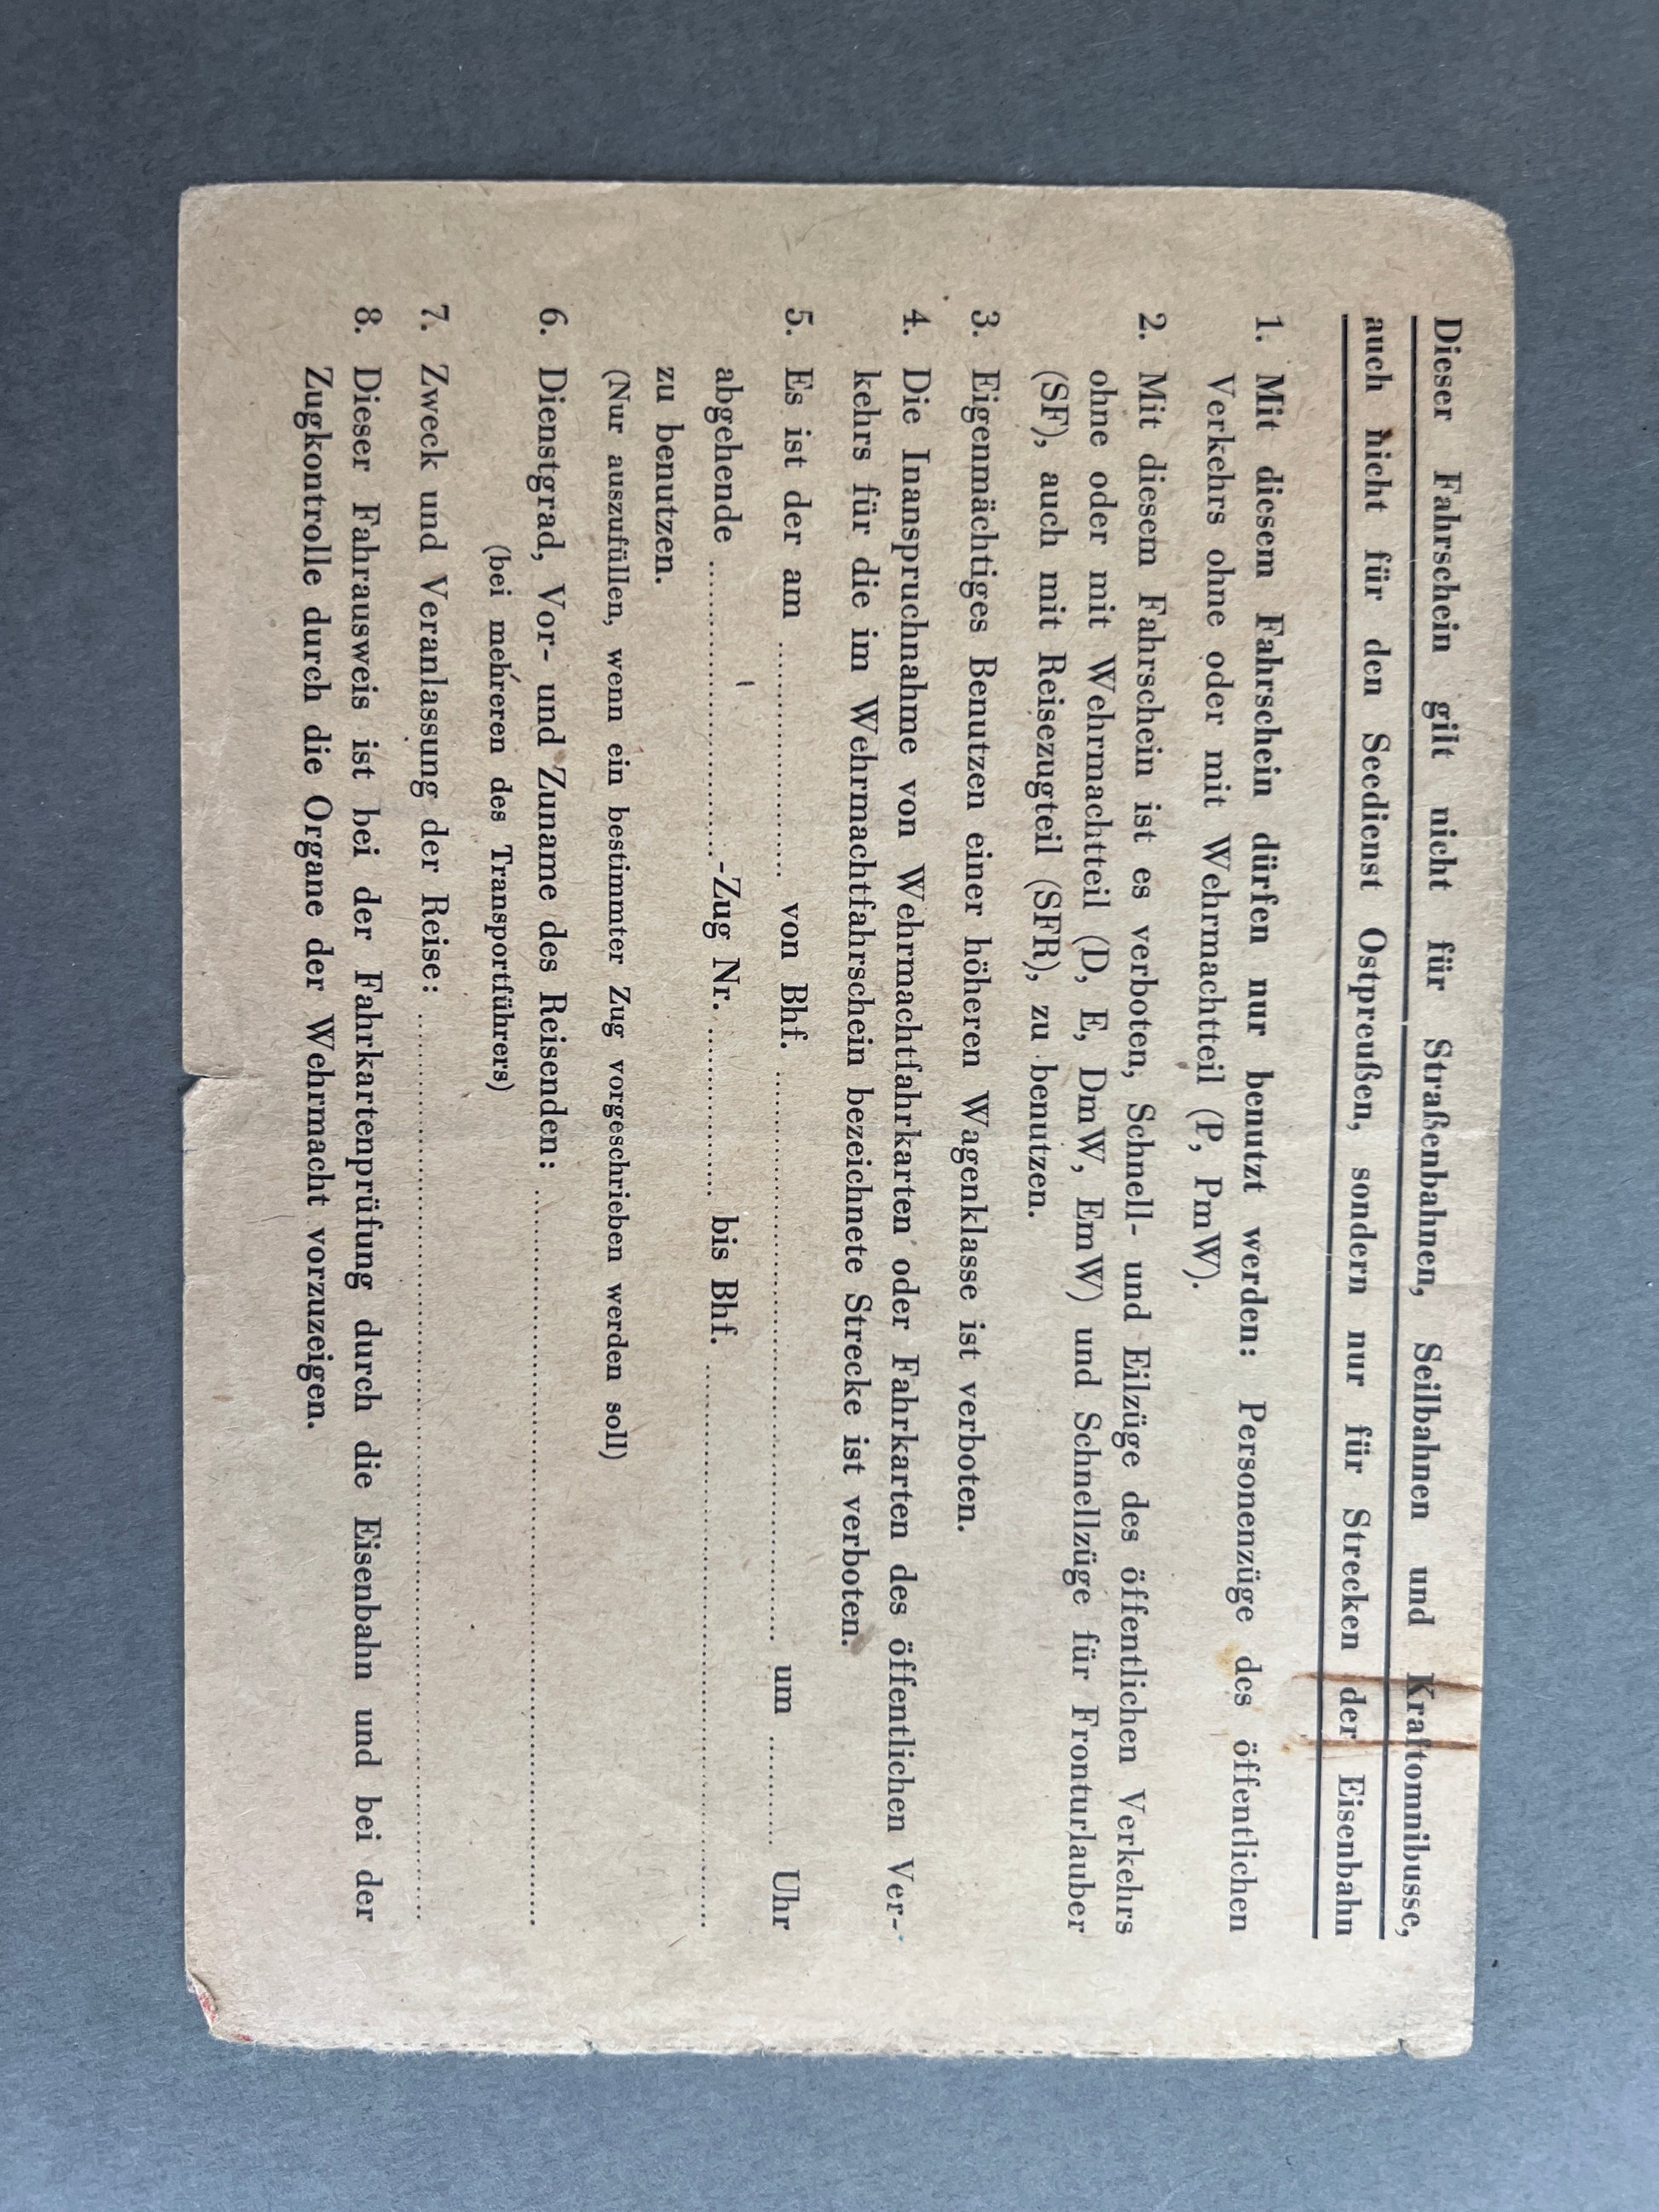 Dieser Fahrschein gilt nicht für Straßenbahnen, Seilbahnen und Kraftomnibusse,
auch nicht für den Seedienst Ostpreußen, sondern nur für Strecken der Eisenbahn
1. Mit diesem Fahrschein dürfen nur benutzt werden: Personenzüge des öffentlichen
Verkehrs ohne oder mit Wehrmachtteil (P, PmW).
2. Mit diesem Fahrschein ist es verboten, Schnell- und Eilzüge des öffentlichen Verkehrs
ohne oder mit Wehrmachtteil (D, E, DmW, EmW) und Schnellzüge für Fronturlauber
(SF), auch mit Reisezugteil (SFR), zu benutzen.
3. Eigenmächtiges Benutzen einer höheren Wagenklasse ist verboten.
4. Die Inanspruchnahme von Wehrmachtfahrkarten oder Fahrkarten des öffentlichen Ver-
kehrs für die im Wehrmachtfahrschein bezeichnete Strecke ist verboten.
5. Es ist der am .................... von Bhf. .................................................. um .......... Uhr
abgehende ..........................-Zug Nr. ............... bis Bhf. ..................................................
zu benutzen.
(Nur auszufüllen, wenn ein bestimmter Zug vorgeschrieben werden soll)
6. Dienstgrad, Vor- und Zuname des Reisenden: ..................................................................
(bei mehreren des Transportführers)
7. Zweck und Veranlassung der Reise: ................................................................................
8. Dieser Fahrausweis ist bei der Fahrkartenprüfung durch die Eisenbahn und bei der
Zugkontrolle durch die Organe der Wehrmacht vorzuzeigen.